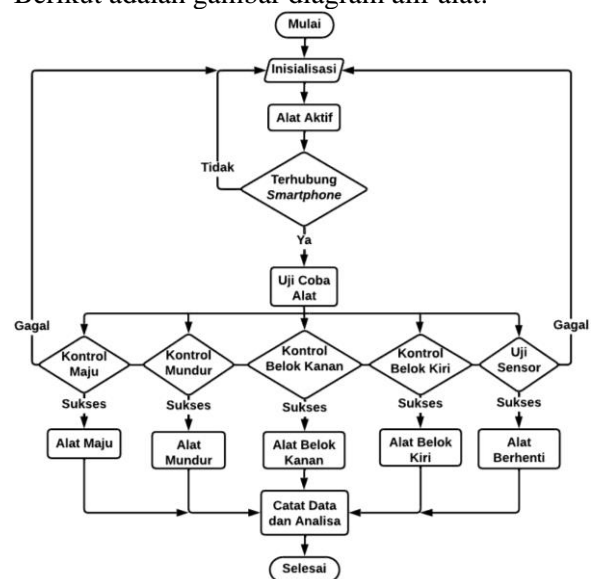 Berikut adalah gambar diagram alir alat:
Mulai
Inisialisasi
Alat Aktif
Tidak
Terhubung
Smartphone
Ya
Uji Coba
Alat
Gagal
Gagal
Kontrol
Maju
Kontrol
Mundur
Kontrol
Belok Kanan
Kontrol
Belok Kiri
Uji
Sensor
Sukses
Sukses
Sukses
Sukses
Sukses
Alat Maju
Alat
Mundur
Alat Belok
Kanan
Alat Belok
Kiri
Alat
Berhenti
Catat Data
dan Analisa
Selesai